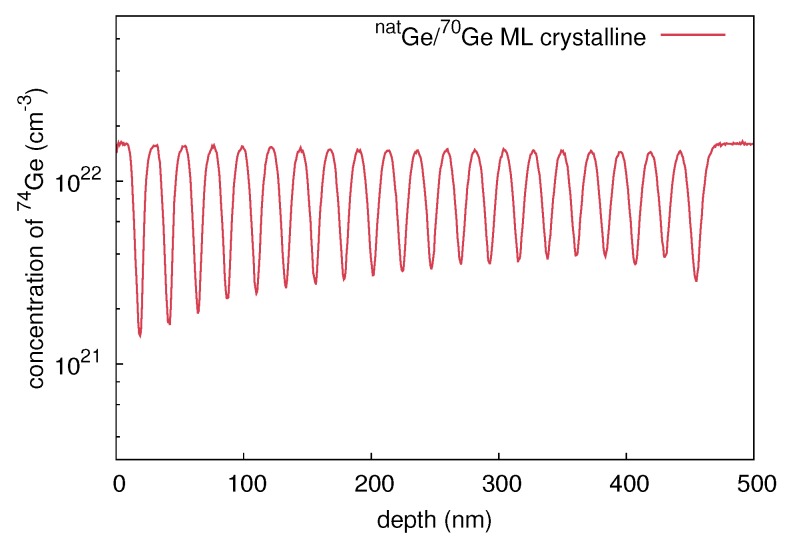 ⁿᵃᵗGe/⁷⁰Ge ML crystalline
concentration of ⁷⁴Ge (cm⁻³)
10²²
10²¹
0 100 200 300 400 500
depth (nm)